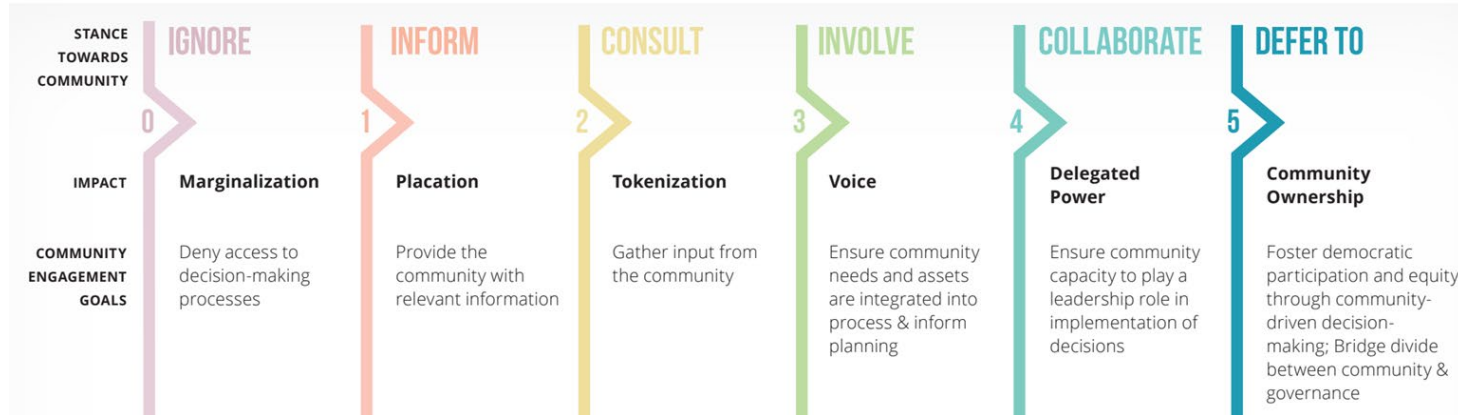 STANCE
TOWARDS
COMMUNITY
IGNORE
INFORM
CONSULT
INVOLVE
COLLABORATE
DEFER TO
0
1
2
3
4
5
IMPACT
Marginalization
Placation
Tokenization
Voice
Delegated
Power
Community
Ownership
COMMUNITY
ENGAGEMENT
GOALS
Deny access to
decision-making
processes
Provide the
community with
relevant information
Gather input from
the community
Ensure community
needs and assets
are integrated into
process & inform
planning
Ensure community
capacity to play a
leadership role in
implementation of
decisions
Foster democratic
participation and equity
through community-
driven decision-
making; Bridge divide
between community &
governance